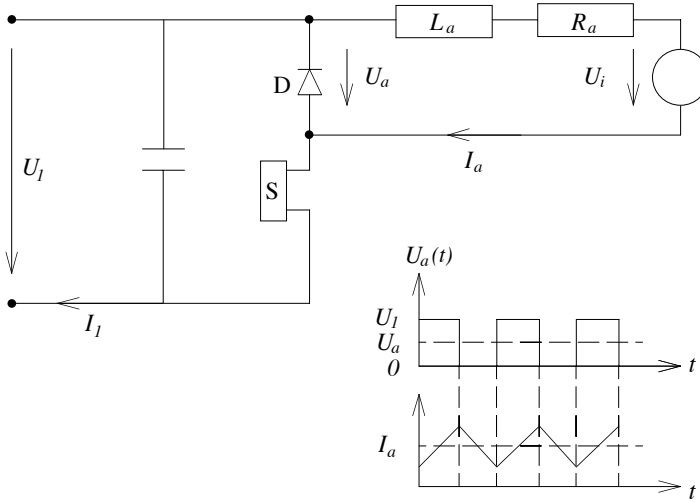 L_a R_a
D U_a U_i
U_1 I_a
S
I_1
U_a(t)
U_1
U_a
0 t
I_a
t